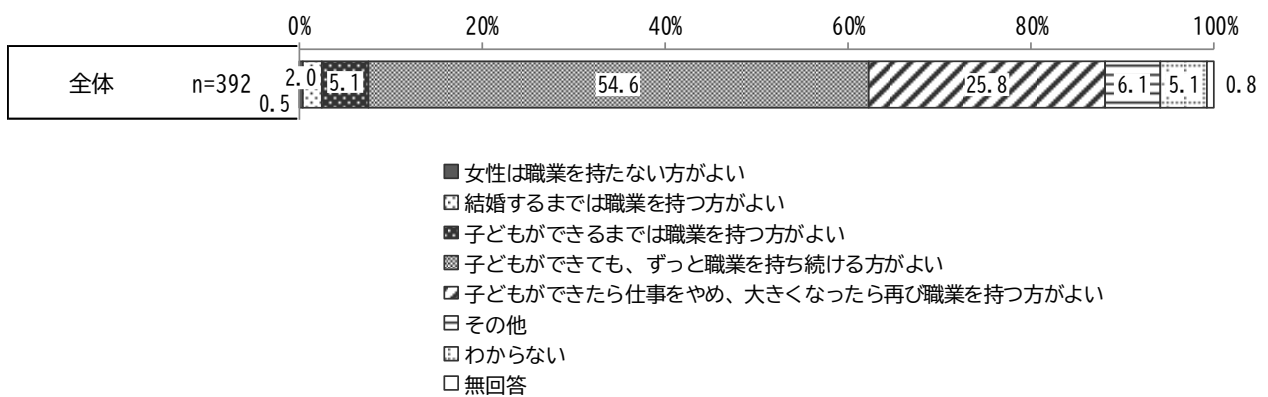 0% 20% 40% 60% 80% 100%
全体 n=392 2.0 5.1 54.6 25.8 6.1 5.1 0.8
0.5
女性は職業を持たない方がよい
結婚するまでは職業を持つ方がよい
子どもができるまでは職業を持つ方がよい
子どもができても、ずっと職業を持ち続ける方がよい
子どもができたら仕事をやめ、大きくなったら再び職業を持つ方がよい
その他
わからない
無回答